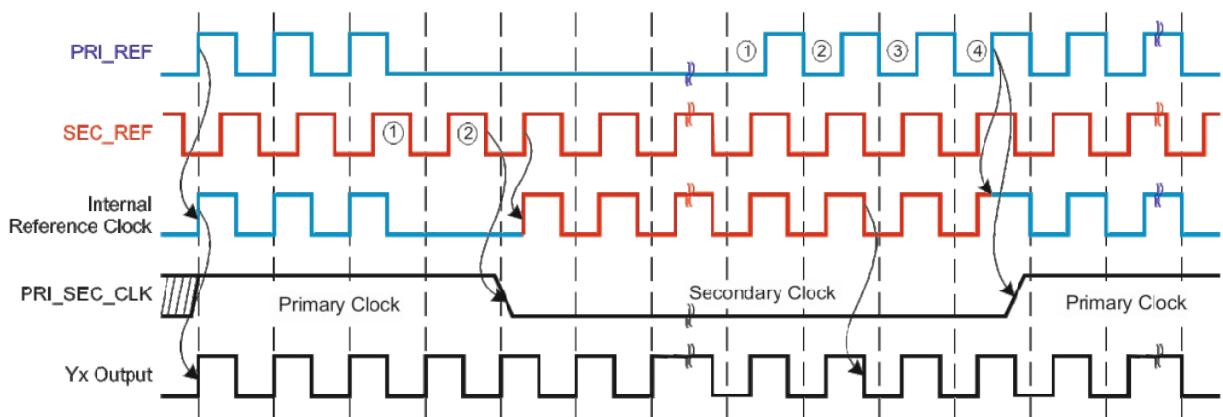 PRI_REF
① ② ③ ④
SEC_REF
① ②
Internal
Reference Clock
PRI_SEC_CLK
Primary Clock
Secondary Clock
Primary Clock
Yx Output